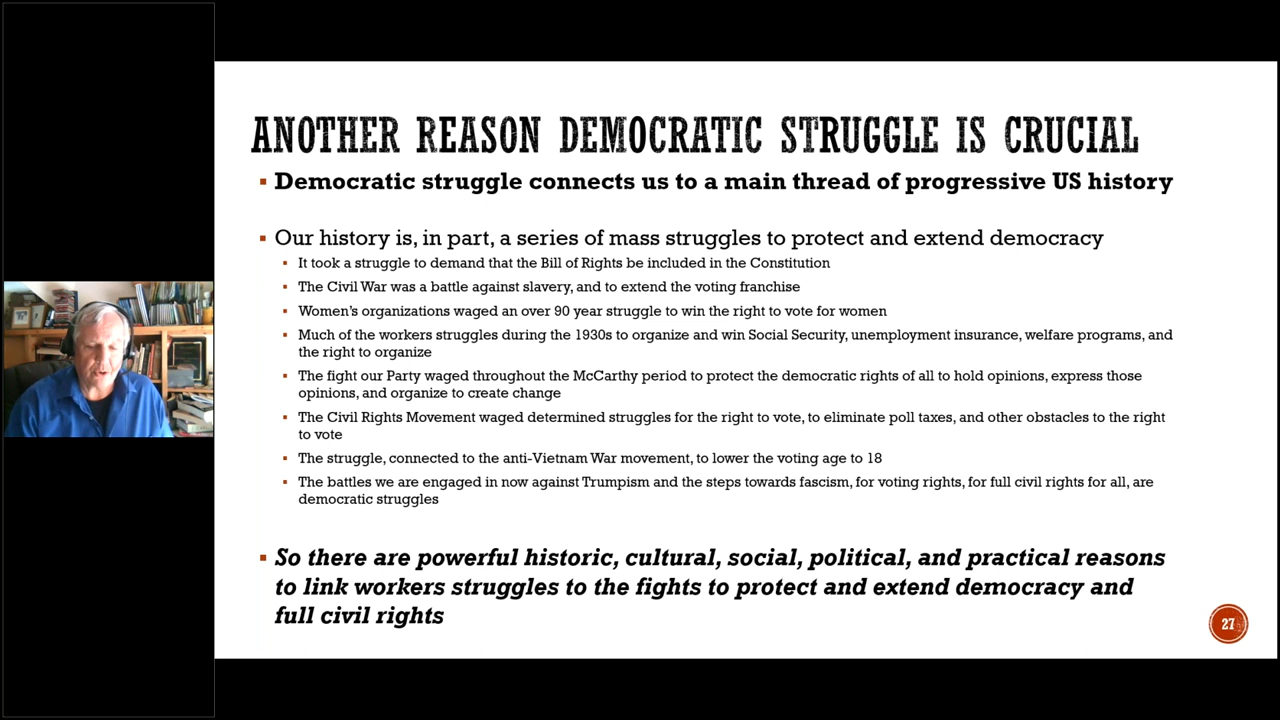 ANOTHER REASON DEMOCRATIC STRUGGLE IS CRUCIAL
▪ Democratic struggle connects us to a main thread of progressive US history
▪ Our history is, in part, a series of mass struggles to protect and extend democracy
▪ It took a struggle to demand that the Bill of Rights be included in the Constitution
▪ The Civil War was a battle against slavery, and to extend the voting franchise
▪ Women's organizations waged an over 90 year struggle to win the right to vote for women
▪ Much of the workers struggles during the 1930s to organize and win Social Security, unemployment insurance, welfare programs, and
the right to organize
▪ The fight our Party waged throughout the McCarthy period to protect the democratic rights of all to hold opinions, express those
opinions, and organize to create change
▪ The Civil Rights Movement waged determined struggles for the right to vote, to eliminate poll taxes, and other obstacles to the right
to vote
▪ The struggle, connected to the anti-Vietnam War movement, to lower the voting age to 18
▪ The battles we are engaged in now against Trumpism and the steps towards fascism, for voting rights, for full civil rights for all, are
democratic struggles
▪ So there are powerful historic, cultural, social, political, and practical reasons
to link workers struggles to the fights to protect and extend democracy and
full civil rights
27